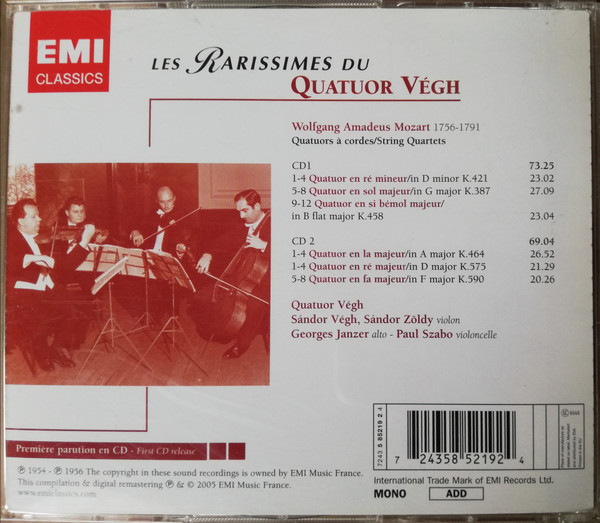 EMI
CLASSICS
LES RARISSIMES DU
QUATUOR VÉGH
Wolfgang Amadeus Mozart 1756-1791
Quatuors à cordes/String Quartets
CD1 73.25
1-4 Quatuor en ré mineur/in D minor K.421 23.02
5-8 Quatuor en sol majeur/in G major K.387 27.09
9-12 Quatuor en si bémol majeur/
in B flat major K.458 23.04
CD 2 69.04
1-4 Quatuor en la majeur/in A major K.464 26.52
1-4 Quatuor en ré majeur/in D major K.575 21.29
5-8 Quatuor en fa majeur/in F major K.590 20.26
Quatuor Végh
Sándor Végh, Sándor Zöldy violon
Georges Janzer alto - Paul Szabo violoncelle
Première parution en CD - First CD release
℗ 1954 - ℗ 1956 The copyright in these sound recordings is owned by EMI Music France.
This compilation & digital remastering ℗ & © 2005 EMI Music France.
www.emiclassics.com
7243 5 85219 2 4
7 24358 52192 4
International Trade Mark of EMI Records Ltd.
MONO ADD